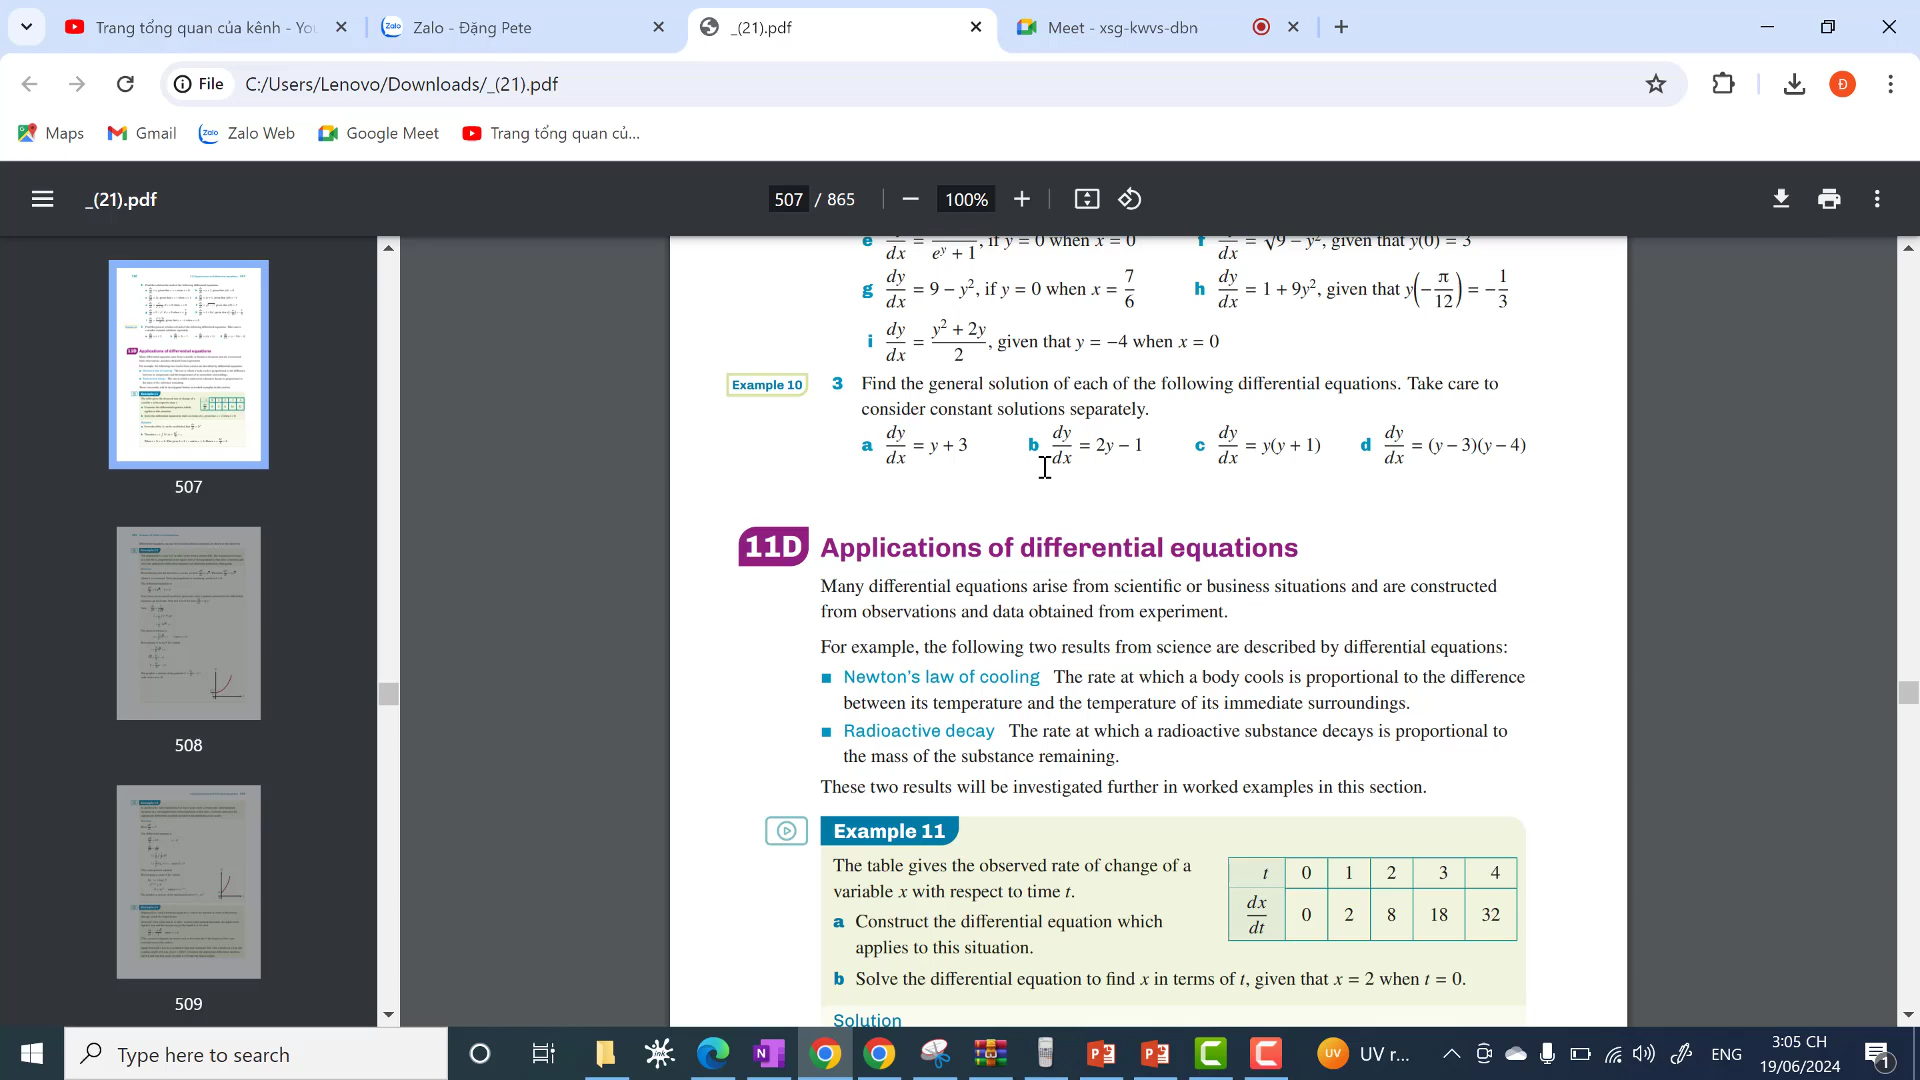 Trang tổng quan của kênh - You
Zalo - Đặng Pete
_(21).pdf
Meet - xsg-kwvs-dbn
File
C:/Users/Lenovo/Downloads/_(21).pdf
Đ
Maps
Gmail
Zalo Web
Google Meet
Trang tổng quan củ...
_(21).pdf
507 / 865
100%
e dy/dx = /(e^y + 1), if y = 0 when x = 0
f dy/dx = √9 − y², given that y(0) = 3
g dy/dx = 9 − y², if y = 0 when x = 7/6
h dy/dx = 1 + 9y², given that y(−π/12) = −1/3
i dy/dx = (y² + 2y)/2, given that y = −4 when x = 0
Example 10
3 Find the general solution of each of the following differential equations. Take care to
consider constant solutions separately.
a dy/dx = y + 3
b dy/dx = 2y − 1
c dy/dx = y(y + 1)
d dy/dx = (y − 3)(y − 4)
11D Applications of differential equations
Many differential equations arise from scientific or business situations and are constructed
from observations and data obtained from experiment.
For example, the following two results from science are described by differential equations:
■ Newton's law of cooling The rate at which a body cools is proportional to the difference
between its temperature and the temperature of its immediate surroundings.
■ Radioactive decay The rate at which a radioactive substance decays is proportional to
the mass of the substance remaining.
These two results will be investigated further in worked examples in this section.
Example 11
The table gives the observed rate of change of a
variable x with respect to time t.
t 0 1 2 3 4
dx/dt 0 2 8 18 32
a Construct the differential equation which
applies to this situation.
b Solve the differential equation to find x in terms of t, given that x = 2 when t = 0.
Solution
507
508
509
Type here to search
UV
UV r...
ENG
3:05 CH
19/06/2024
1